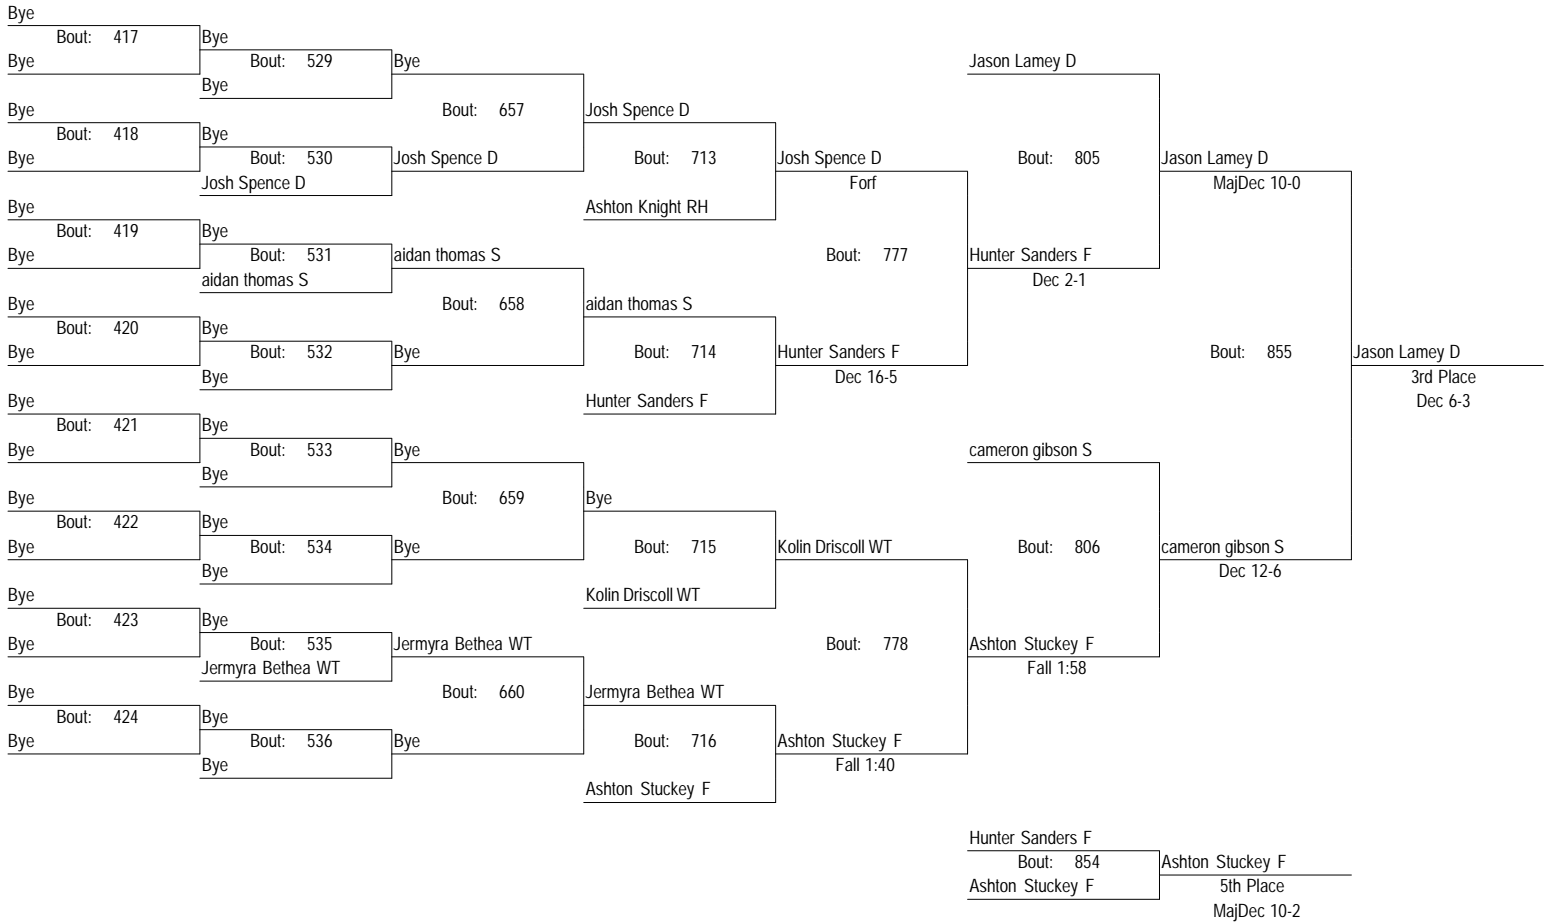 Bye
Bout: 417
Bye
Bye
Bout: 529
Bye
Bye
Jason Lamey D
Bye
Bout: 657
Josh Spence D
Bout: 418
Bye
Bye
Bout: 530
Josh Spence D
Bout: 713
Josh Spence D
Bout: 805
Jason Lamey D
Josh Spence D
Forf
MajDec 10-0
Bye
Ashton Knight RH
Bout: 419
Bye
Bye
Bout: 531
aidan thomas S
Bout: 777
Hunter Sanders F
aidan thomas S
Dec 2-1
Bye
Bout: 658
aidan thomas S
Bout: 420
Bye
Bye
Bout: 532
Bye
Bout: 714
Hunter Sanders F
Bout: 855
Jason Lamey D
Bye
Dec 16-5
3rd Place
Bye
Hunter Sanders F
Dec 6-3
Bout: 421
Bye
Bye
Bout: 533
Bye
cameron gibson S
Bye
Bye
Bout: 659
Bye
Bout: 422
Bye
Bye
Bout: 534
Bye
Bout: 715
Kolin Driscoll WT
Bout: 806
cameron gibson S
Bye
Dec 12-6
Bye
Kolin Driscoll WT
Bout: 423
Bye
Bye
Bout: 535
Jermyra Bethea WT
Bout: 778
Ashton Stuckey F
Jermyra Bethea WT
Fall 1:58
Bye
Bout: 660
Jermyra Bethea WT
Bout: 424
Bye
Bye
Bout: 536
Bye
Bout: 716
Ashton Stuckey F
Bye
Fall 1:40
Ashton Stuckey F
Hunter Sanders F
Bout: 854
Ashton Stuckey F
Ashton Stuckey F
5th Place
MajDec 10-2